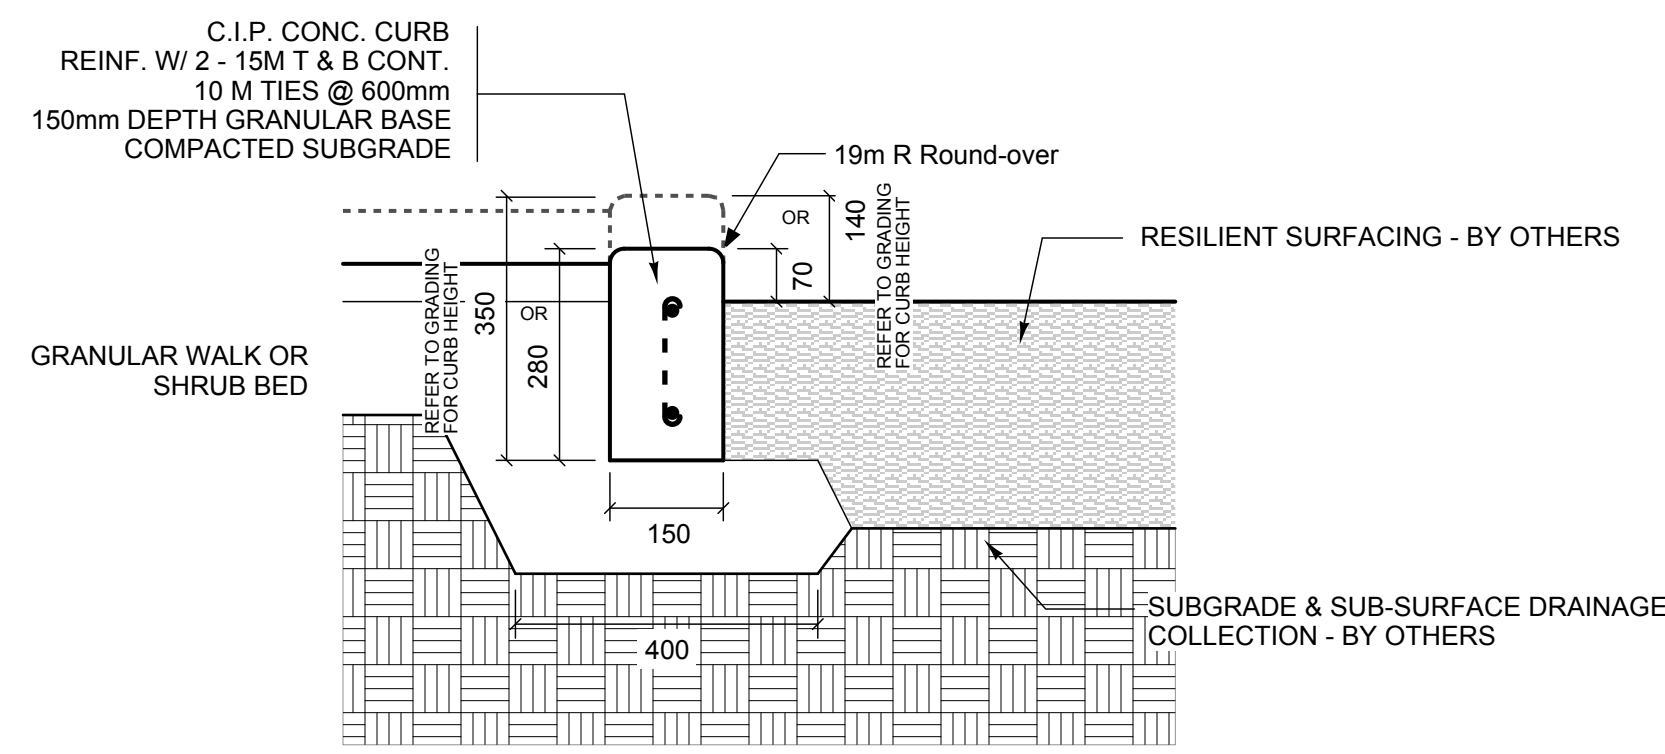 C.I.P. CONC. CURB
REINF. W/ 2 - 15M T & B CONT.
10 M TIES @ 600mm
150mm DEPTH GRANULAR BASE
COMPACTED SUBGRADE
19m R Round-over
OR
140
REFER TO GRADING
FOR CURB HEIGHT
70
RESILIENT SURFACING - BY OTHERS
REFER TO GRADING
FOR CURB HEIGHT
350
OR
280
GRANULAR WALK OR
SHRUB BED
150
400
SUBGRADE & SUB-SURFACE DRAINAGE
COLLECTION - BY OTHERS